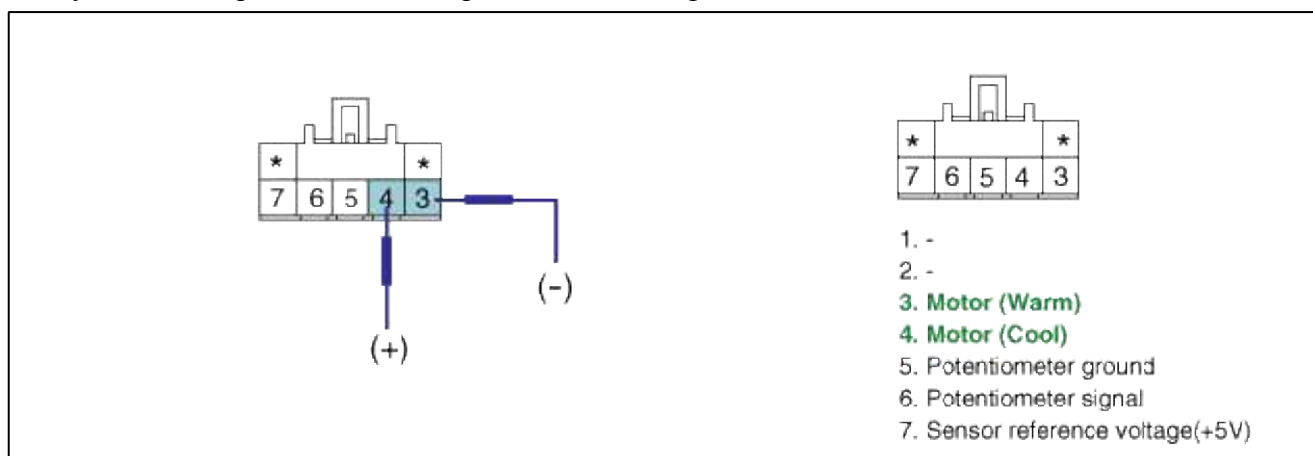 * *
7 6 5 4 3
(-)
(+)
* *
7 6 5 4 3
1. -
2. -
3. Motor (Warm)
4. Motor (Cool)
5. Potentiometer ground
6. Potentiometer signal
7. Sensor reference voltage(+5V)